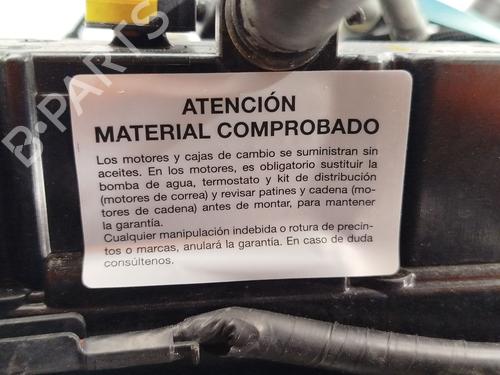 B-PARTS
ATENCIÓN
MATERIAL COMPROBADO
Los motores y cajas de cambio se suministran sin
aceites. En los motores, es obligatorio sustituir la
bomba de agua, termostato y kit de distribución
(motores de correa) y revisar patines y cadena (mo-
tores de cadena) antes de montar, para mantener
la garantía.
Cualquier manipulación indebida o rotura de precin-
tos o marcas, anulará la garantía. En caso de duda
consúltenos.